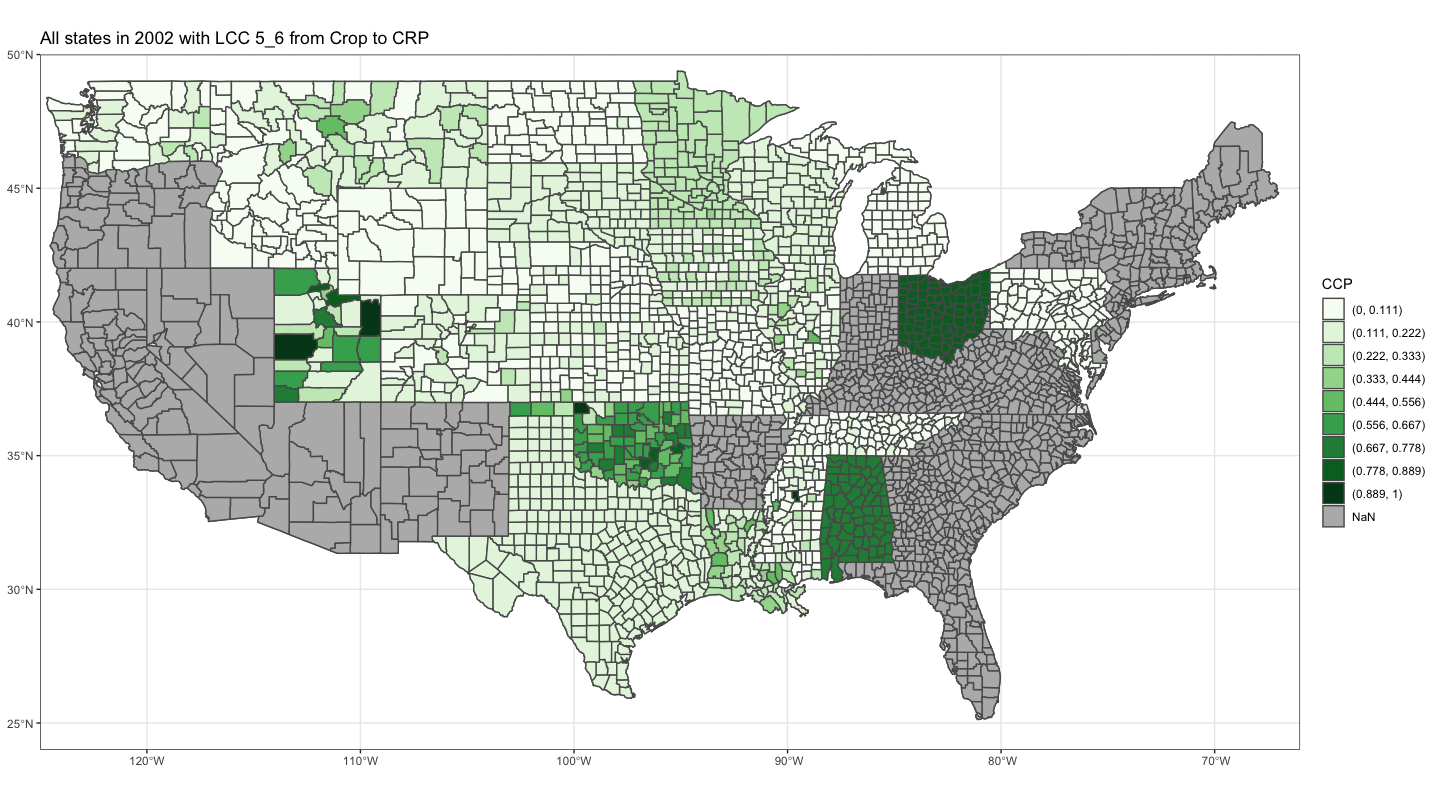 All states in 2002 with LCC 5_6 from Crop to CRP
50°N
45°N
40°N
35°N
30°N
25°N
120°W
110°W
100°W
90°W
80°W
70°W
CCP
(0, 0.111)
(0.111, 0.222)
(0.222, 0.333)
(0.333, 0.444)
(0.444, 0.556)
(0.556, 0.667)
(0.667, 0.778)
(0.778, 0.889)
(0.889, 1)
NaN